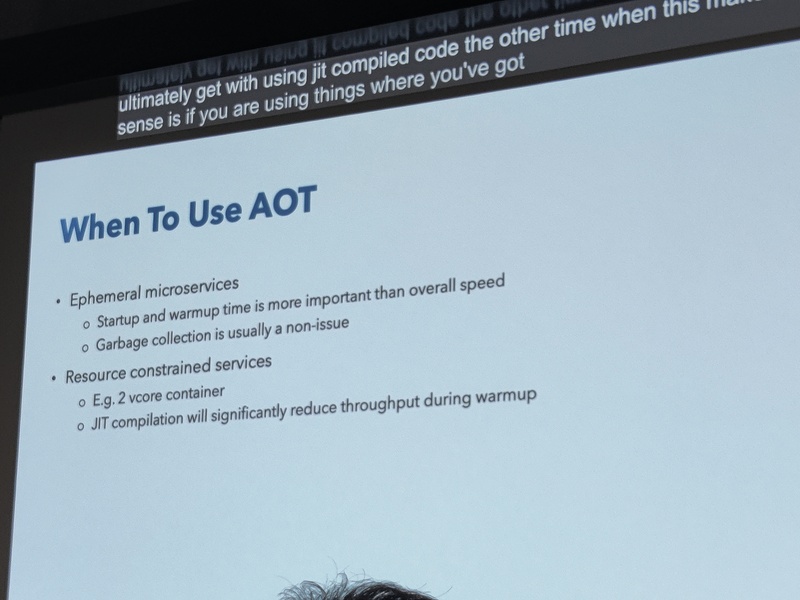 ultimately get with using jit compiled code the other time when this
sense is if you are using things where you've got
When To Use AOT
• Ephemeral microservices
o Startup and warmup time is more important than overall speed
o Garbage collection is usually a non-issue
• Resource constrained services
o E.g. 2 vcore container
o JIT compilation will significantly reduce throughput during warmup